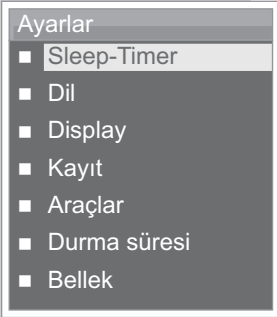 Ayarlar
Sleep-Timer
Dil
Display
Kayıt
Araçlar
Durma süresi
Bellek